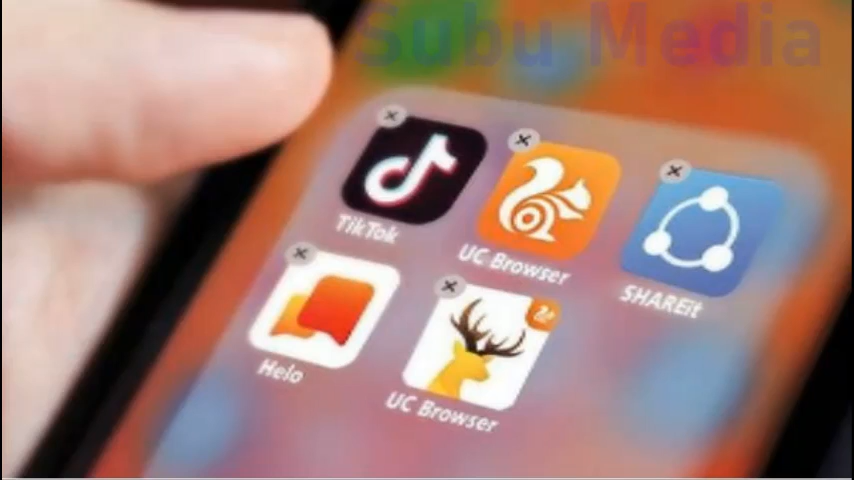 Subu Media
TikTok
UC Browser
SHAREit
Helo
UC Browser